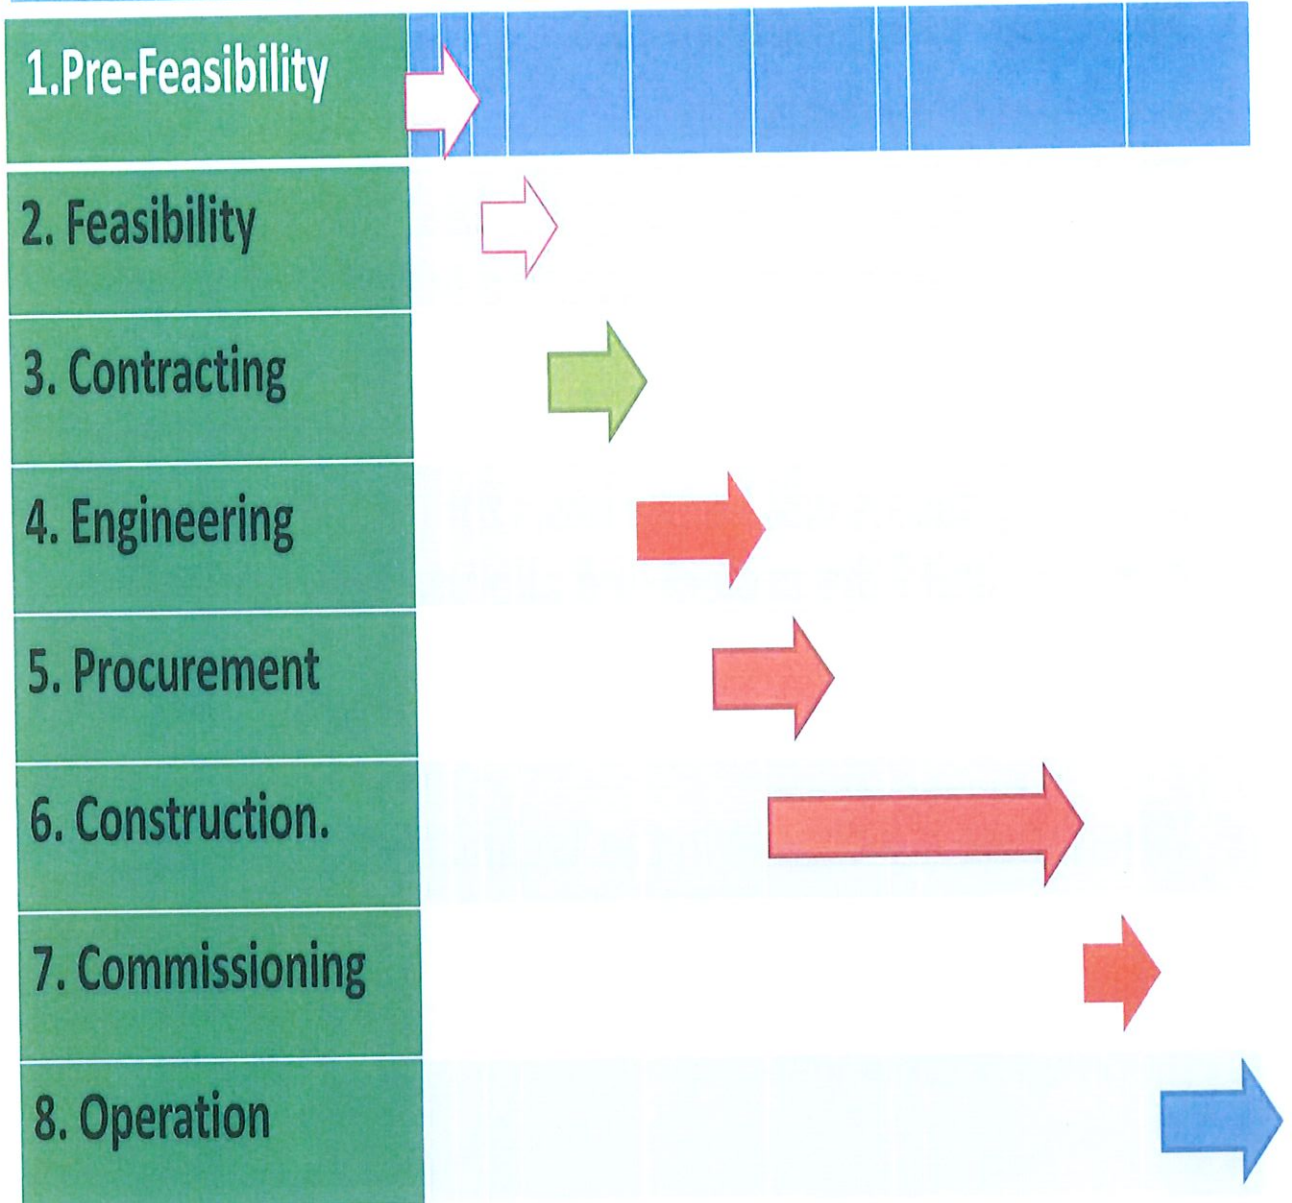 1.Pre-Feasibility
2. Feasibility
3. Contracting
4. Engineering
5. Procurement
6. Construction.
7. Commissioning
8. Operation